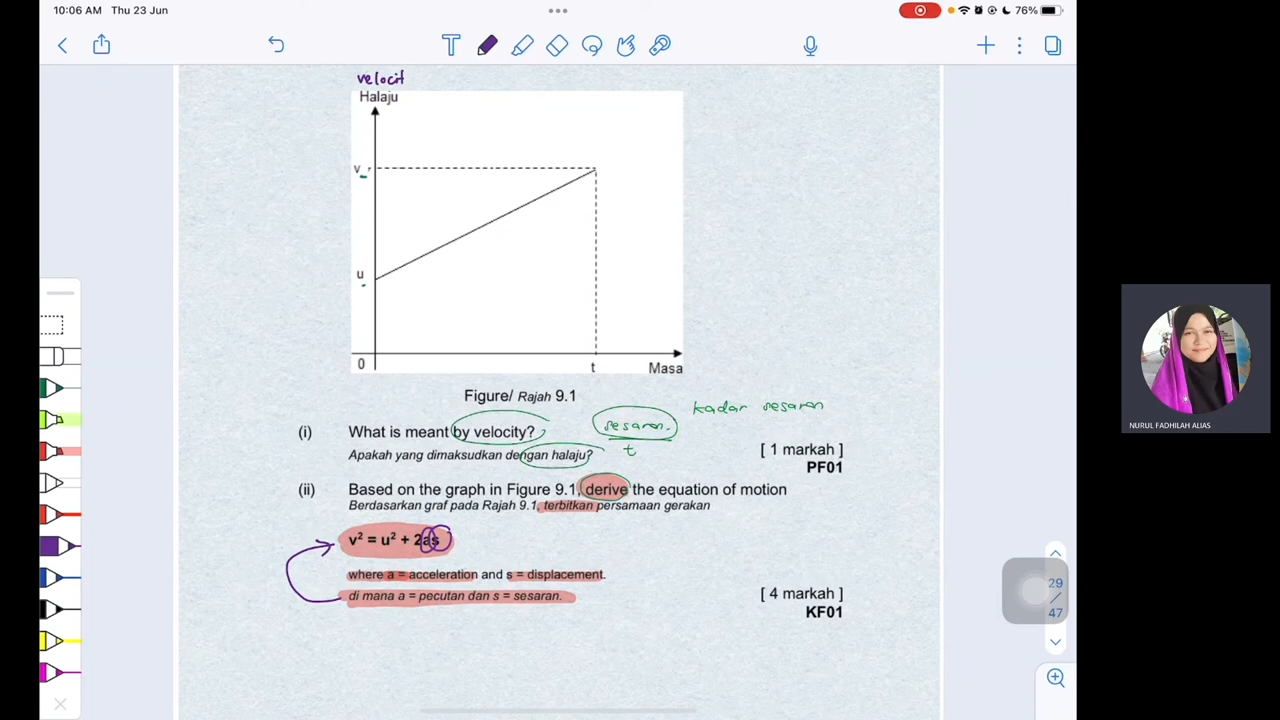 10:06 AM Thu 23 Jun
76%
velocit
Halaju
v
u
0
t
Masa
Figure/ Rajah 9.1
kadar sesaran
sesaran.
t
(i) What is meant by velocity?
Apakah yang dimaksudkan dengan halaju?
[ 1 markah ]
PF01
(ii) Based on the graph in Figure 9.1, derive the equation of motion
Berdasarkan graf pada Rajah 9.1, terbitkan persamaan gerakan
v² = u² + 2as
where a = acceleration and s = displacement.
di mana a = pecutan dan s = sesaran.
[ 4 markah ]
KF01
29
/
47
NURUL FADHILAH ALIAS